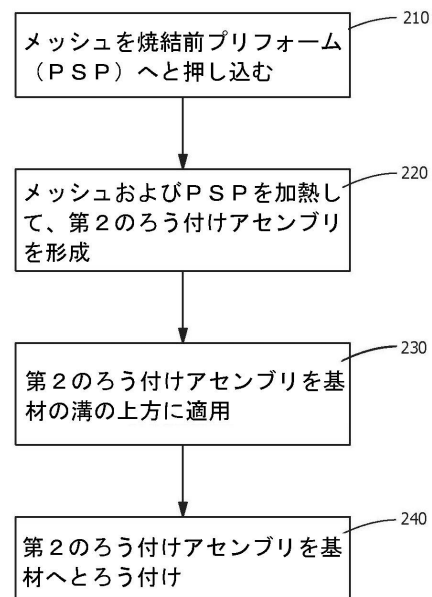 210
メッシュを焼結前プリフォーム
（ＰＳＰ）へと押し込む
220
メッシュおよびＰＳＰを加熱し
て、第２のろう付けアセンブリ
を形成
230
第２のろう付けアセンブリを基
材の溝の上方に適用
240
第２のろう付けアセンブリを基
材へとろう付け